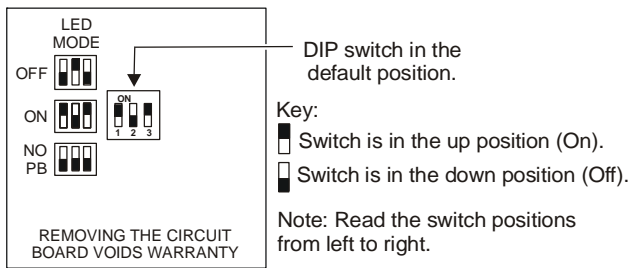 LED
MODE
OFF
ON
NO
PB
ON
1 2 3
REMOVING THE CIRCUIT
BOARD VOIDS WARRANTY
DIP switch in the
default position.
Key:
Switch is in the up position (On).
Switch is in the down position (Off).
Note: Read the switch positions
from left to right.